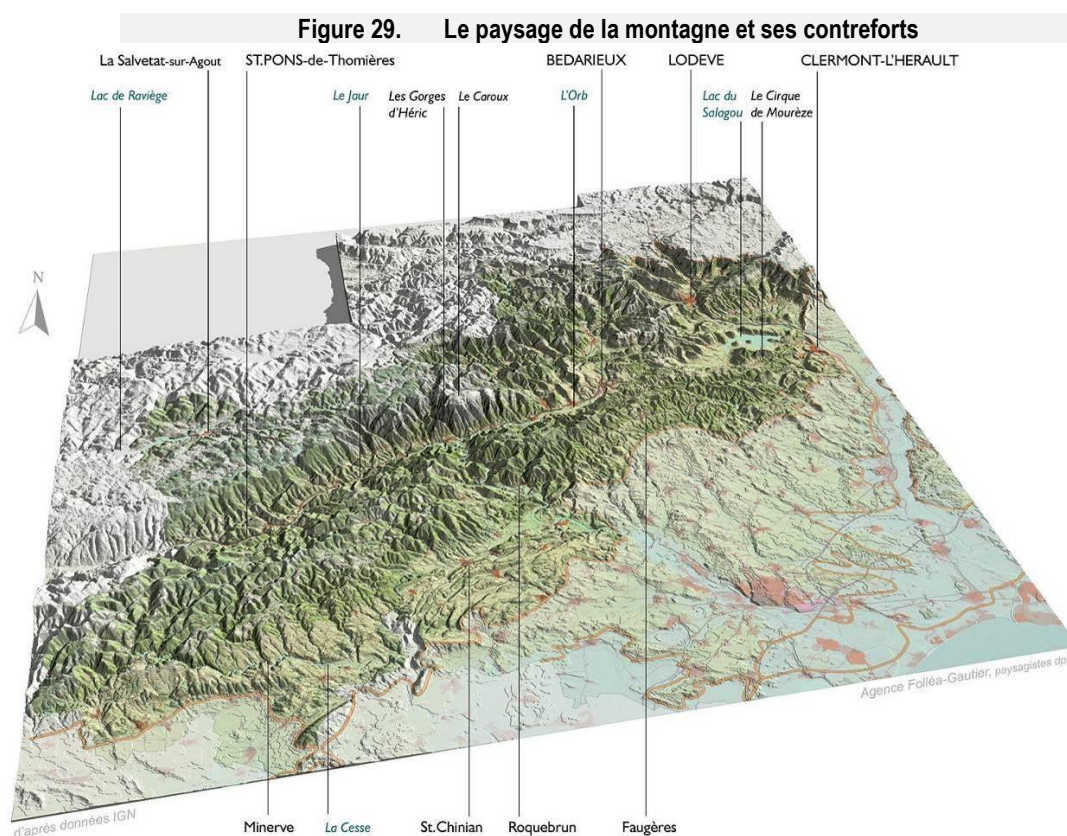 Figure 29. Le paysage de la montagne et ses contreforts
La Salvetat-sur-Agout ST.PONS-de-Thomières BEDARIEUX LODEVE CLERMONT-L'HERAULT
Lac de Raviège Le Jaur Les Gorges Le Caroux L'Orb Lac du Le Cirque
d'Héric Salagou de Mourèze
N
Agence Folléa-Gautier, paysagistes dp
d'après données IGN
Minerve La Cesse St.Chinian Roquebrun Faugères